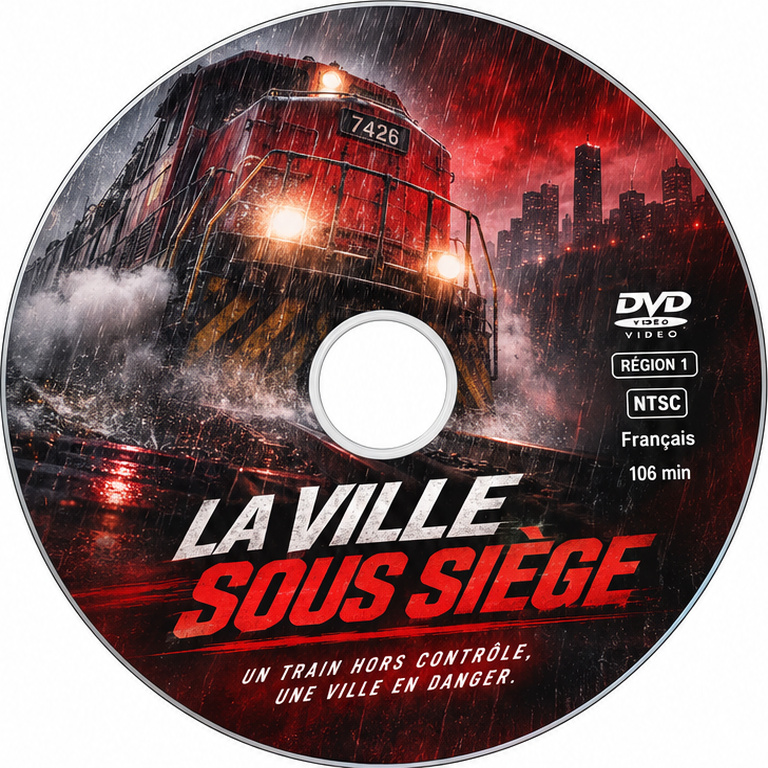 7426
DVD
VIDEO
VIDEO
RÉGION 1
NTSC
Français
106 min
LA VILLE
SOUS SIÈGE
UN TRAIN HORS CONTRÔLE,
UNE VILLE EN DANGER.